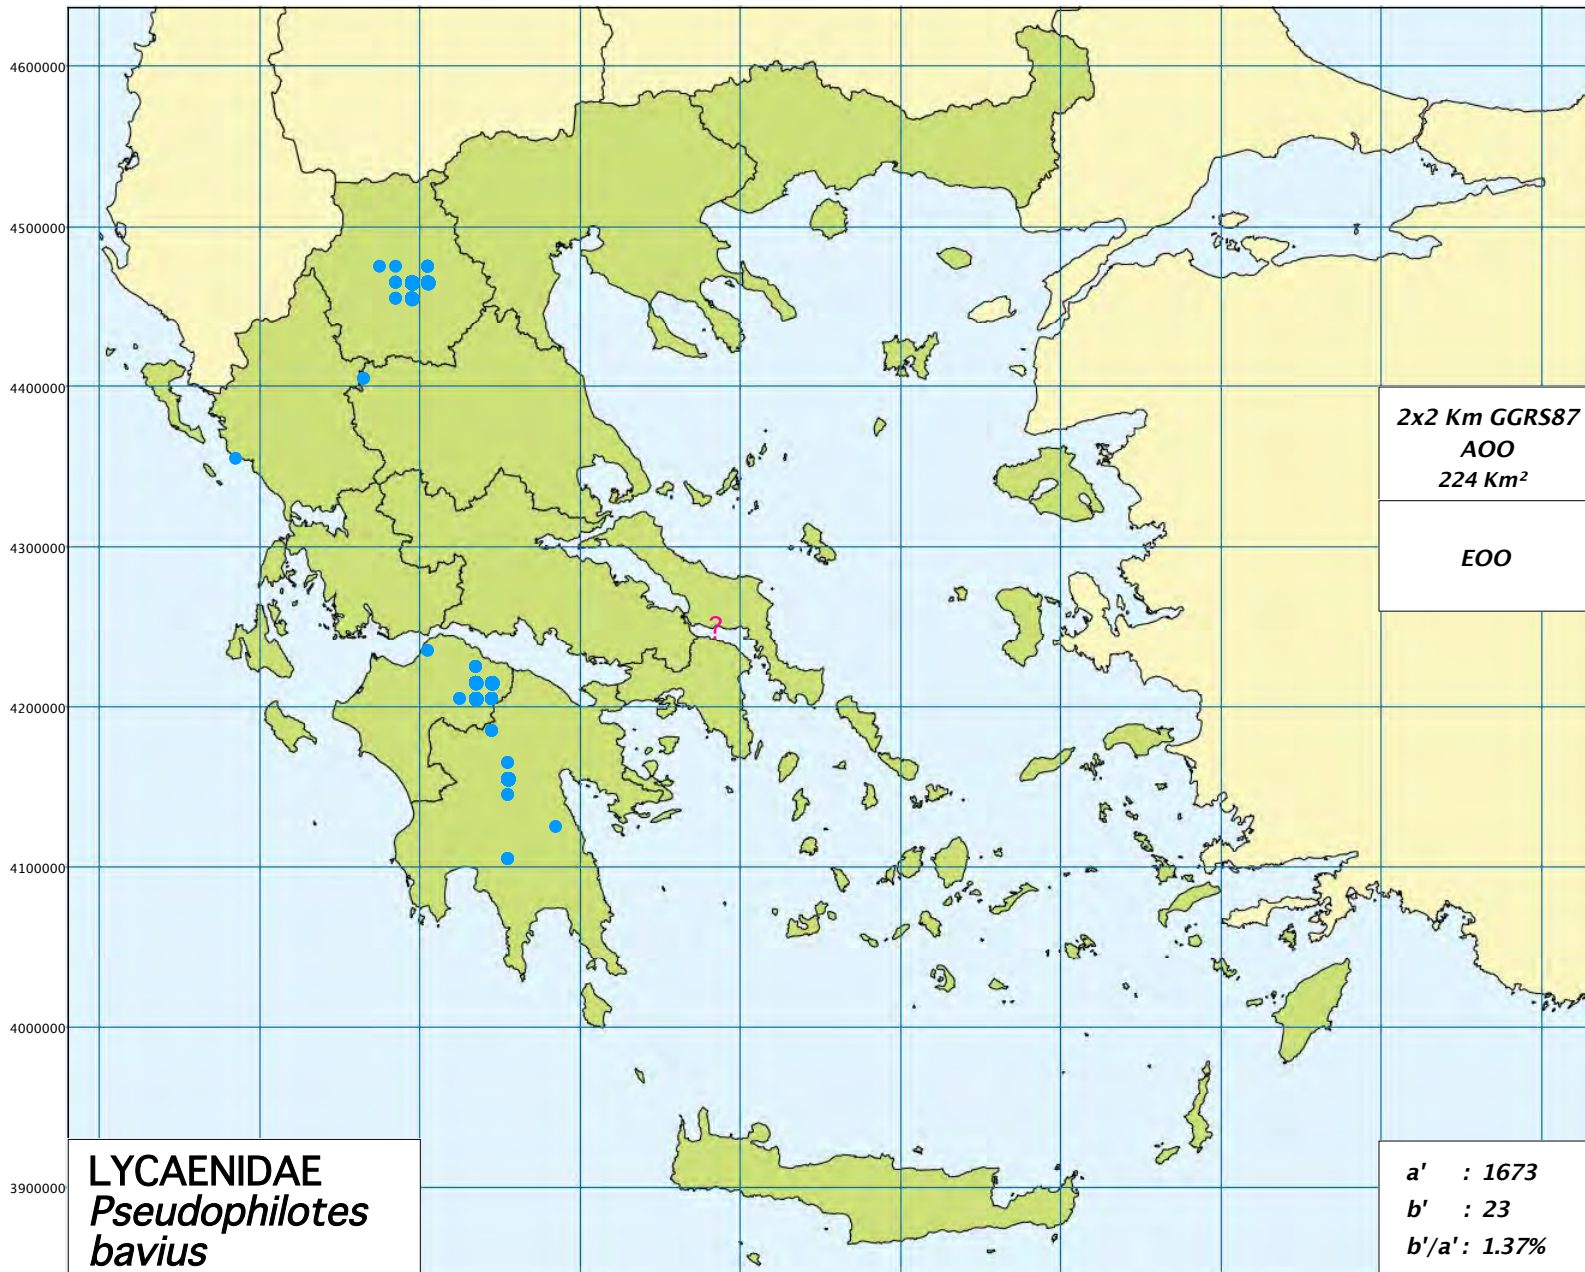 4600000
4500000
4400000
2x2 Km GGRS87
AOO
224 Km²
4300000
EOO
?
4200000
4100000
4000000
3900000
LYCAENIDAE
Pseudophilotes
bavius
a' : 1673
b' : 23
b'/a' : 1.37%